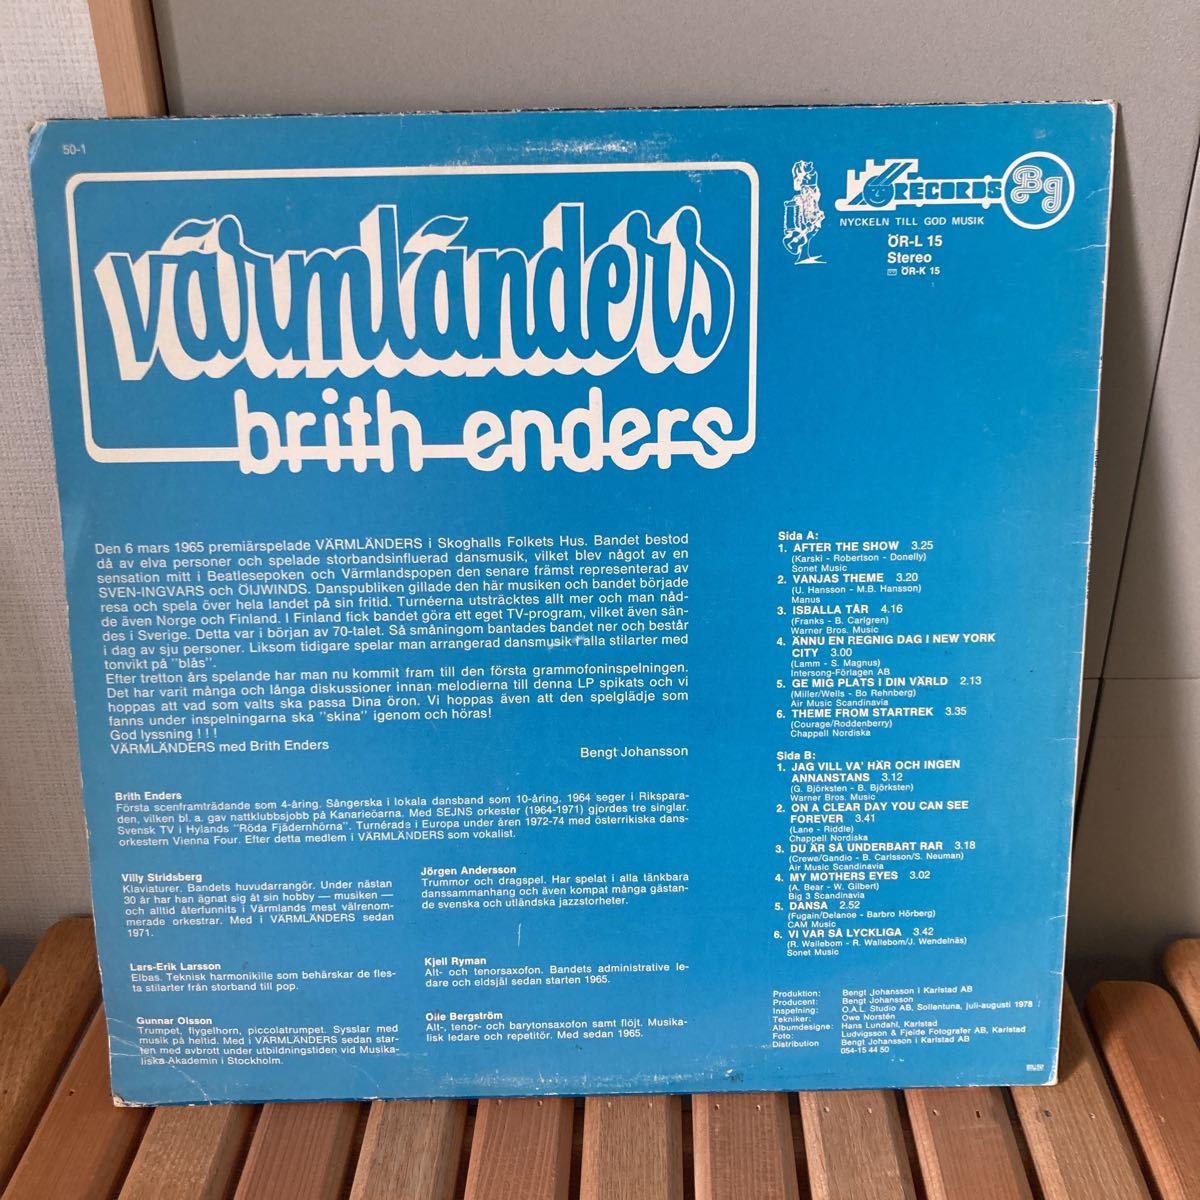 50-1
värmländers
brith enders
RECORDS Bg
NYCKELN TILL GOD MUSIK
ÖR-L 15
Stereo
ÖR-K 15
Den 6 mars 1965 premiärspelade VÄRMLÄNDERS i Skoghalls Folkets Hus. Bandet bestod
då av elva personer och spelade storbandsinfluerad dansmusik, vilket blev något av en
sensation mitt i Beatlesepoken och Värmlandspopen den senare främst representerad av
SVEN-INGVARS och ÖIJWINDS. Danspubliken gillade den här musiken och bandet började
resa och spela över hela landet på sin fritid. Turnéerna utsträcktes allt mer och man nåd-
de även Norge och Finland. I Finland fick bandet göra ett eget TV-program, vilket även sän-
des i Sverige. Detta var i början av 70-talet. Så småningom bantades bandet ner och består
i dag av sju personer. Liksom tidigare spelar man arrangerad dansmusik i alla stilarter med
tonvikt på "blås".
Efter tretton års spelande har man nu kommit fram till den första grammofoninspelningen.
Det har varit många och långa diskussioner innan melodierna till denna LP spikats och vi
hoppas att vad som valts ska passa Dina öron. Vi hoppas även att den spelglädje som
fanns under inspelningarna ska "skina" igenom och höras!
God lyssning ! ! !
VÄRMLÄNDERS med Brith Enders
Bengt Johansson
Brith Enders
Första scenframträdande som 4-åring. Sångerska i lokala dansband som 10-åring. 1964 seger i Rikspara-
den, vilken bl. a. gav nattklubbsjobb på Kanarieöarna. Med SEJNS orkester (1964-1971) gjordes tre singlar.
Svensk TV i Hylands "Röda Fjädernhörna". Turnérade i Europa under åren 1972-74 med österrikiska dans-
orkestern Vienna Four. Efter detta medlem i VÄRMLÄNDERS som vokalist.
Villy Stridsberg
Klaviaturer. Bandets huvudarrangör. Under nästan
30 år har han ägnat sig åt sin hobby — musiken —
och alltid återfunnits i Värmlands mest välrenom-
merade orkestrar. Med i VÄRMLÄNDERS sedan
1971.
Lars-Erik Larsson
Elbas. Teknisk harmonikille som behärskar de fles-
ta stilarter från storband till pop.
Gunnar Olsson
Trumpet, flygelhorn, piccolatrumpet. Sysslar med
musik på heltid. Med i VÄRMLÄNDERS sedan star-
ten med avbrott under utbildningstiden vid Musika-
liska Akademin i Stockholm.
Jörgen Andersson
Trummor och dragspel. Har spelat i alla tänkbara
danssammanhang och även kompat många gästan-
de svenska och utländska jazzstorheter.
Kjell Ryman
Alt- och tenorsaxofon. Bandets administrative le-
dare och eldsjäl sedan starten 1965.
Olle Bergström
Alt-, tenor- och barytonsaxofon samt flöjt. Musika-
lisk ledare och repetitör. Med sedan 1965.
Sida A:
1. AFTER THE SHOW 3.25
(Karski - Robertson - Donelly)
Sonet Music
2. VANJAS THEME 3.20
(U. Hansson - M.B. Hansson)
Manus
3. ISBALLA TÅR 4.16
(Franks - B. Carlgren)
Warner Bros. Music
4. ÄNNU EN REGNIG DAG I NEW YORK
CITY 3.00
(Lamm - S. Magnus)
Intersong-Förlagen AB
5. GE MIG PLATS I DIN VÄRLD 2.13
(Miller/Wells - Bo Rehnberg)
Air Music Scandinavia
6. THEME FROM STARTREK 3.35
(Courage/Roddenberry)
Chappell Nordiska
Sida B:
1. JAG VILL VA' HÄR OCH INGEN
ANNANSTANS 3.12
(G. Björksten - B. Björksten)
Warner Bros. Music
2. ON A CLEAR DAY YOU CAN SEE
FOREVER 3.41
(Lane - Riddle)
Chappell Nordiska
3. DU ÄR SÅ UNDERBART RAR 3.18
(Crewe/Gandio - B. Carlsson/S. Neuman)
Air Music Scandinavia
4. MY MOTHERS EYES 3.02
(A. Bear - W. Gilbert)
Big 3 Scandinavia
5. DANSA 2.52
(Fugain/Delanoe - Barbro Hörberg)
CAM Music
6. VI VAR SÅ LYCKLIGA 3.42
(R. Wallebom - R. Wallebom/J. Wendelnäs)
Sonet Music
Produktion: Bengt Johansson i Karlstad AB
Producent: Bengt Johansson
Inspelning: O.A.L. Studio AB, Sollentuna, juli-augusti 1978
Tekniker: Owe Norstén
Albumdesigne: Hans Lundahl, Karlstad
Foto: Ludvigsson & Fjeide Fotografer AB, Karlstad
Distribution Bengt Johansson i Karlstad AB
054-15 44 50